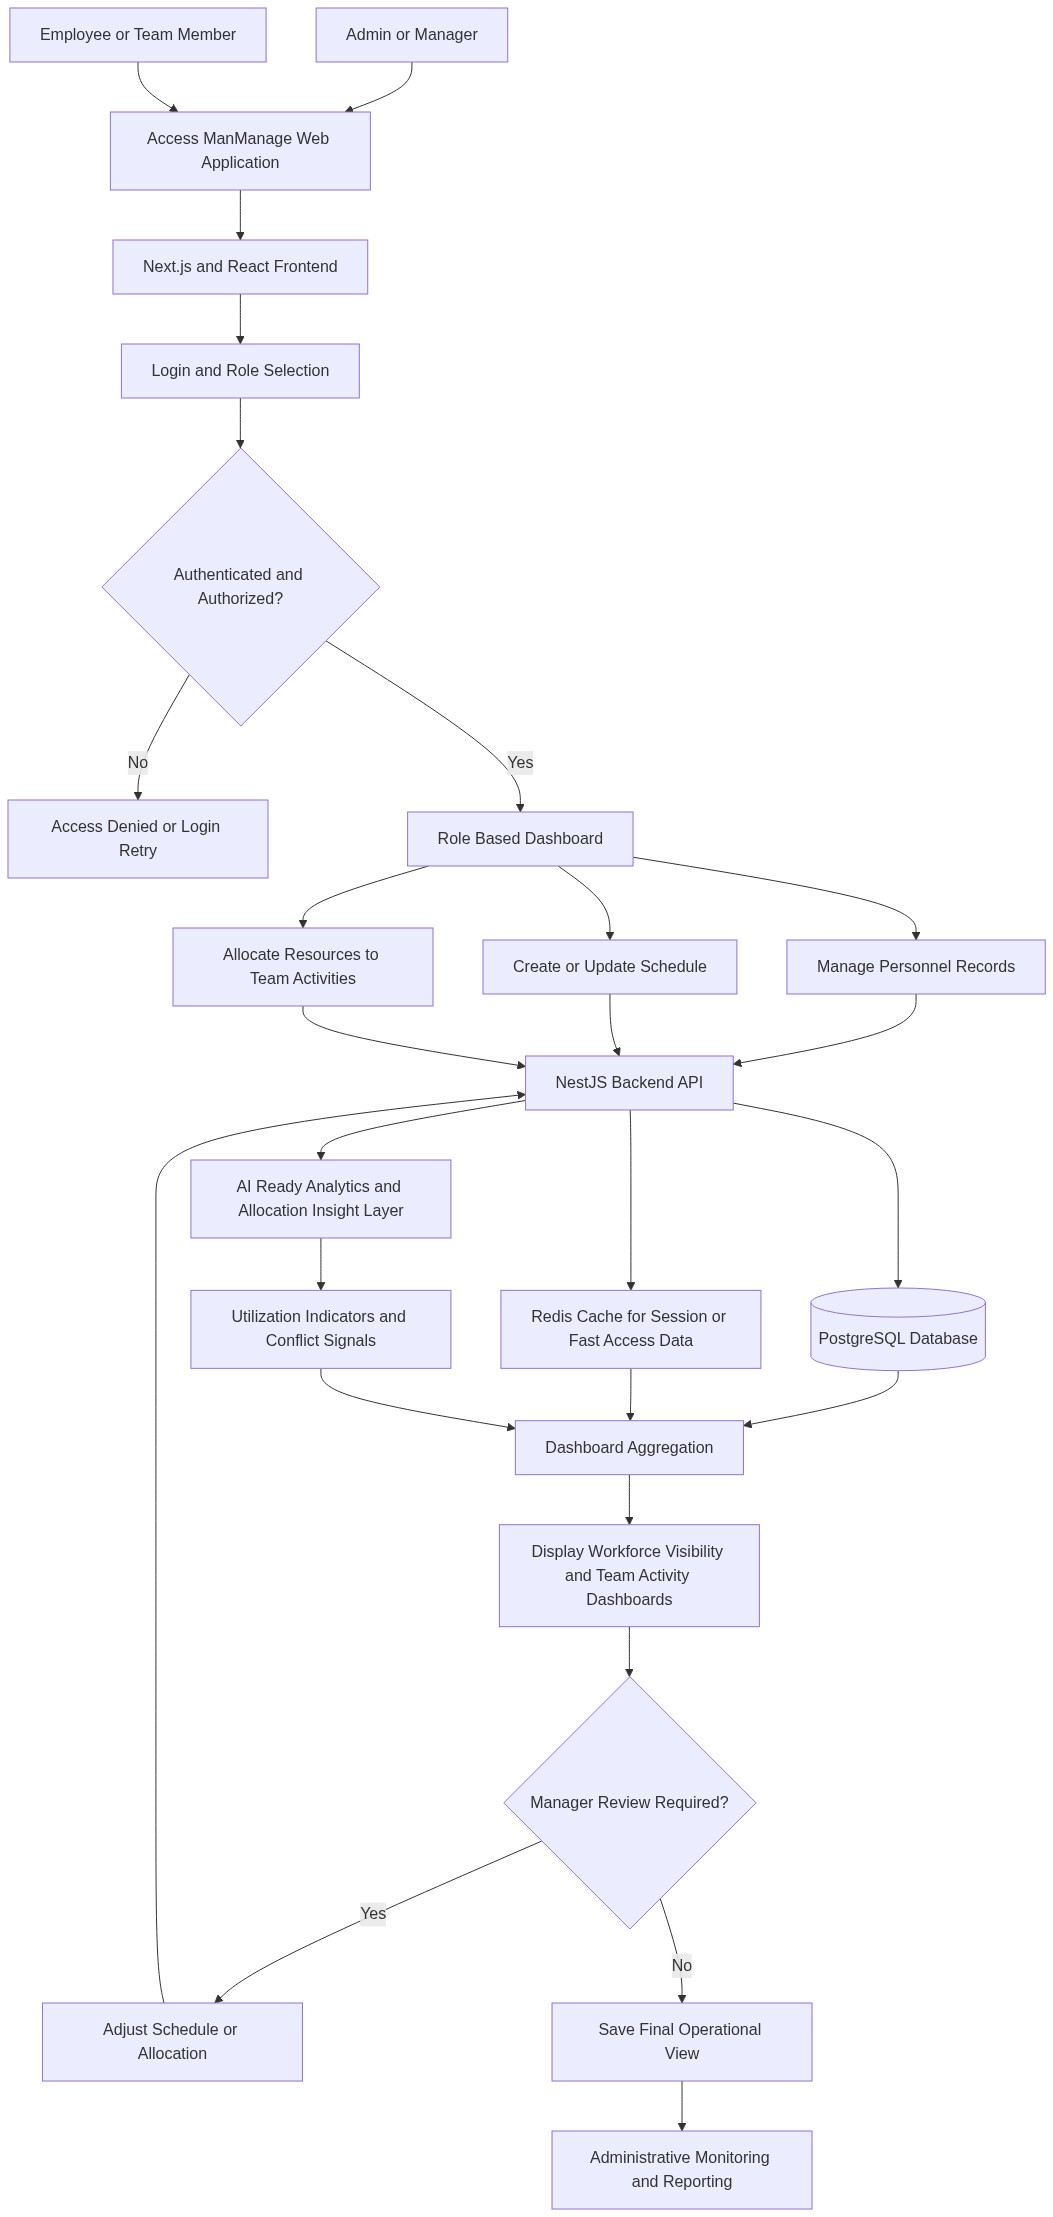 Employee or Team Member
Admin or Manager
Access ManManage Web
Application
Next.js and React Frontend
Login and Role Selection
Authenticated and
Authorized?
No
Yes
Access Denied or Login
Retry
Role Based Dashboard
Allocate Resources to
Team Activities
Create or Update Schedule
Manage Personnel Records
NestJS Backend API
AI Ready Analytics and
Allocation Insight Layer
Utilization Indicators and
Conflict Signals
Redis Cache for Session or
Fast Access Data
PostgreSQL Database
Dashboard Aggregation
Display Workforce Visibility
and Team Activity
Dashboards
Manager Review Required?
Yes
No
Adjust Schedule or
Allocation
Save Final Operational
View
Administrative Monitoring
and Reporting